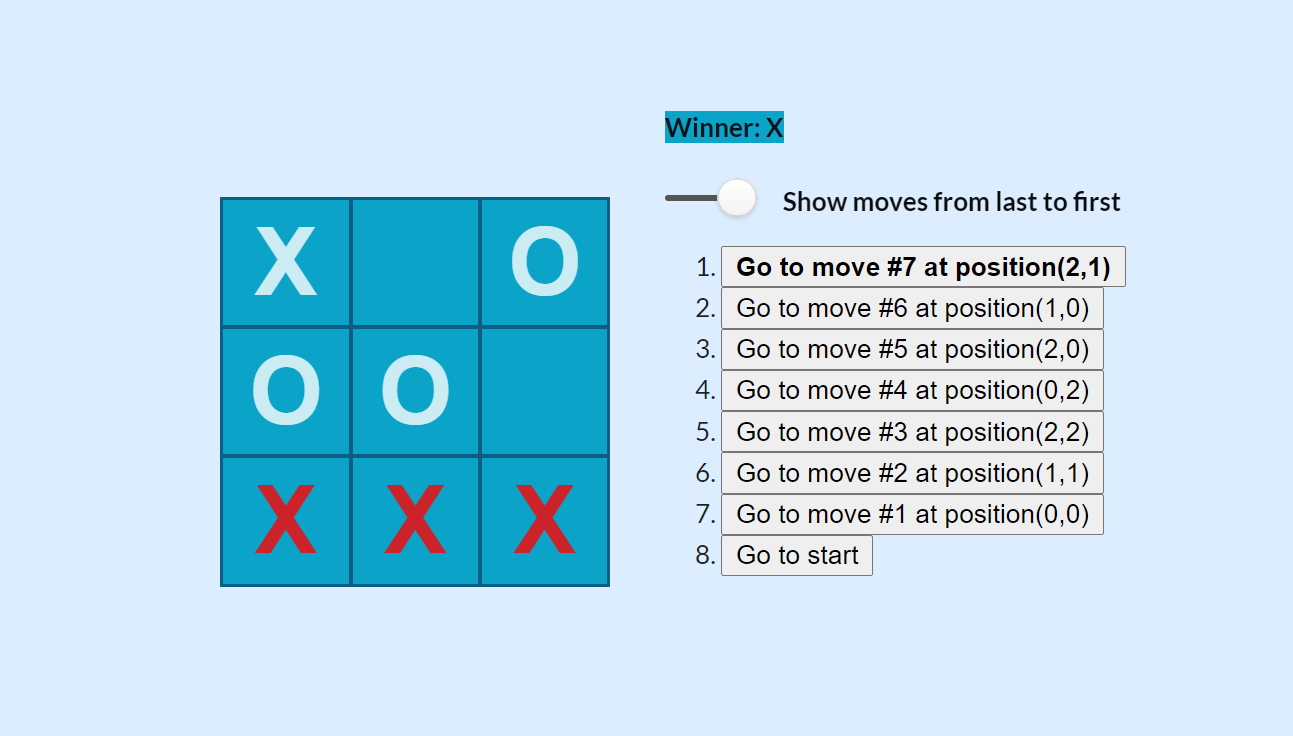 Winner: X
Show moves from last to first
X O
O O
X X X
1. Go to move #7 at position(2,1)
2. Go to move #6 at position(1,0)
3. Go to move #5 at position(2,0)
4. Go to move #4 at position(0,2)
5. Go to move #3 at position(2,2)
6. Go to move #2 at position(1,1)
7. Go to move #1 at position(0,0)
8. Go to start